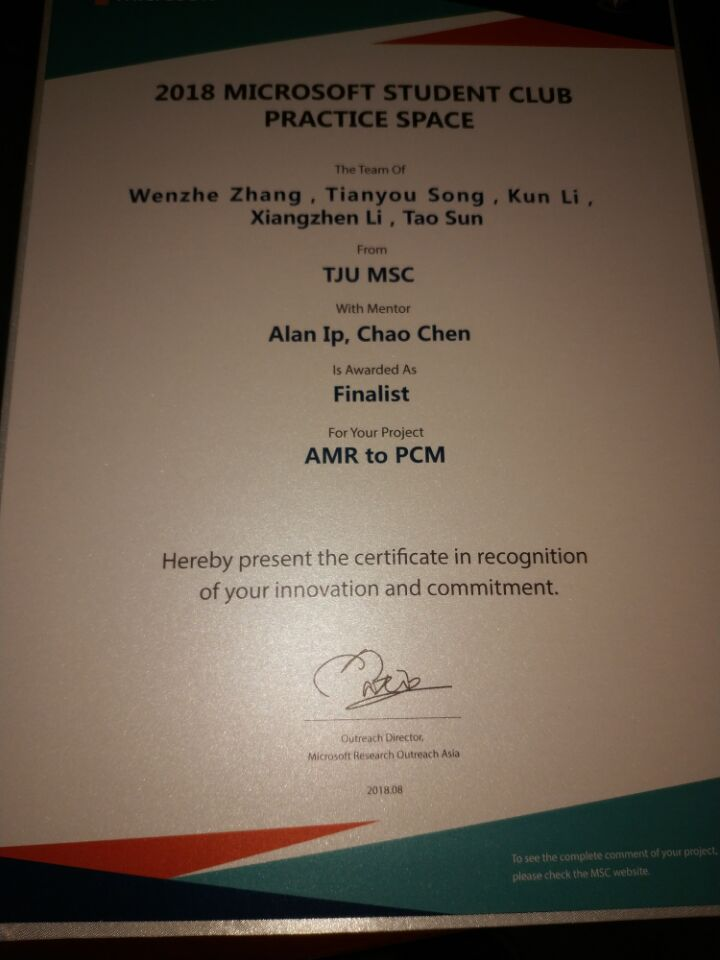 2018 MICROSOFT STUDENT CLUB
PRACTICE SPACE
The Team Of
Wenzhe Zhang , Tianyou Song , Kun Li ,
Xiangzhen Li , Tao Sun
From
TJU MSC
With Mentor
Alan Ip, Chao Chen
Is Awarded As
Finalist
For Your Project
AMR to PCM
Hereby present the certificate in recognition
of your innovation and commitment.
Outreach Director,
Microsoft Research Outreach Asia
2018.08
To see the complete comment of your project,
please check the MSC website.